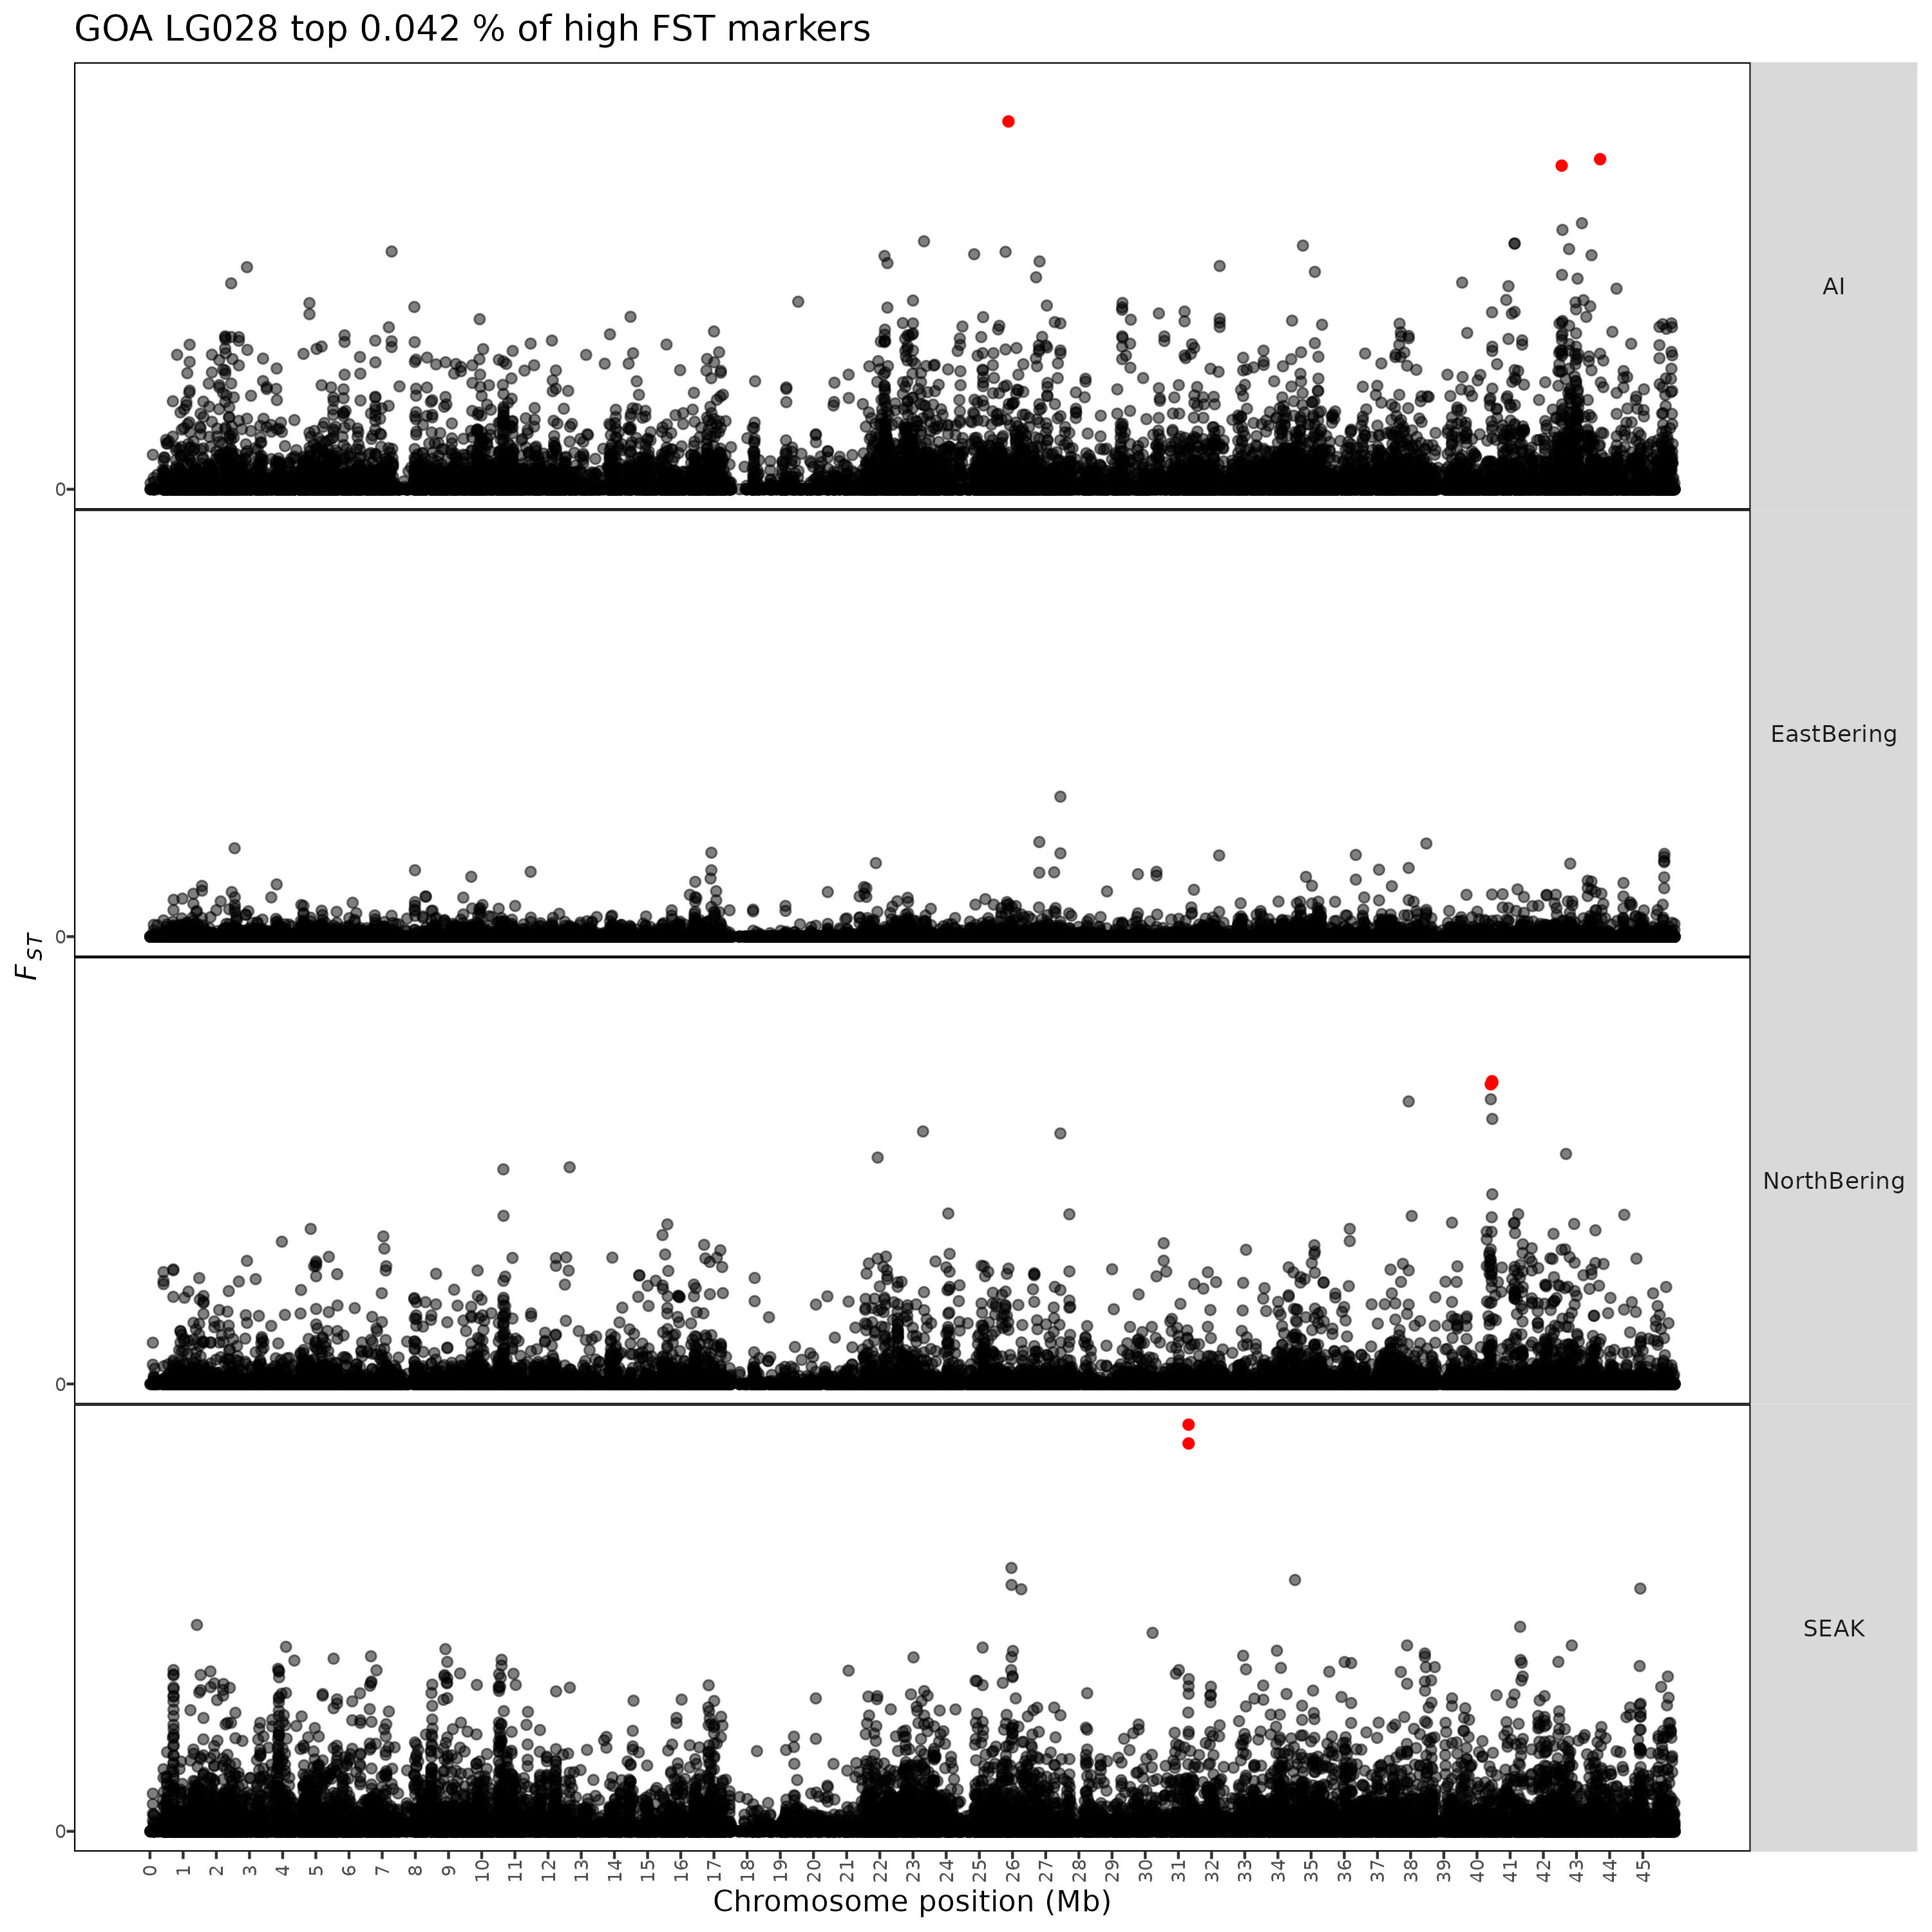 GOA LG028 top 0.042 % of high FST markers
AI
0
EastBering
0
NorthBering
0
SEAK
0
FST
0 1 2 3 4 5 6 7 8 9 10 11 12 13 14 15 16 17 18 19 20 21 22 23 24 25 26 27 28 29 30 31 32 33 34 35 36 37 38 39 40 41 42 43 44 45
Chromosome position (Mb)